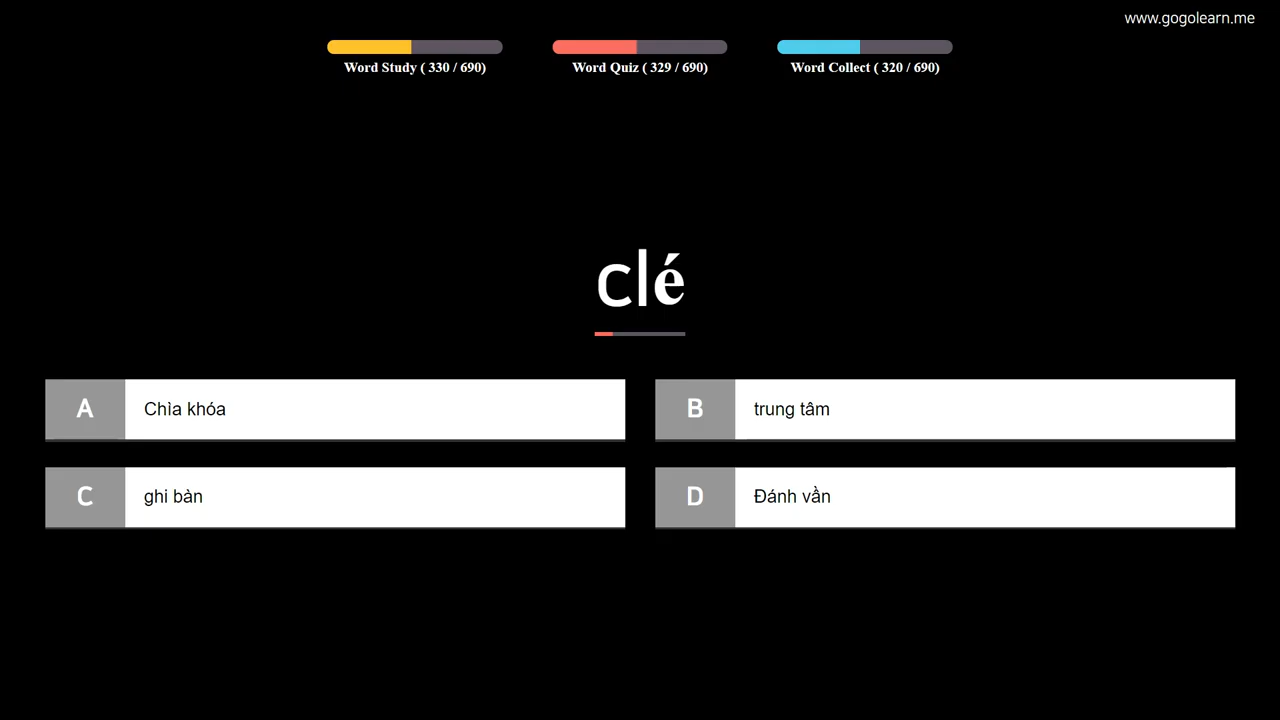 www.gogolearn.me
Word Study ( 330 / 690)
Word Quiz ( 329 / 690)
Word Collect ( 320 / 690)
clé
A Chìa khóa
B trung tâm
C ghi bàn
D Đánh vần